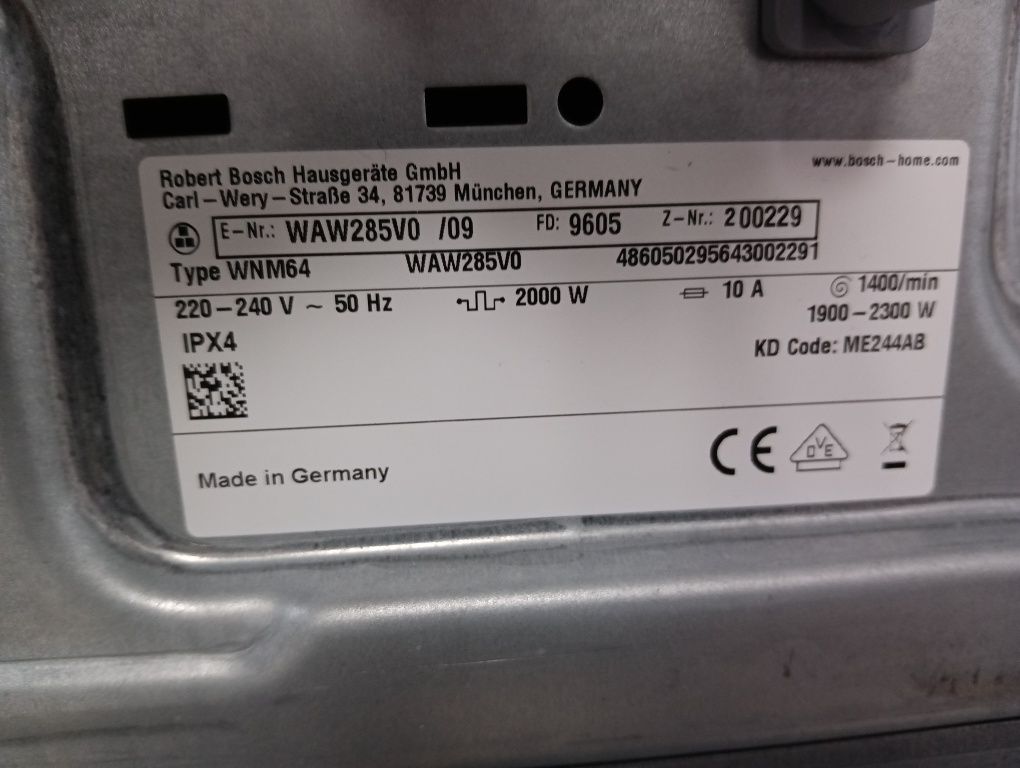 www.bosch-home.com
Robert Bosch Hausgeräte GmbH
Carl-Wery-Straße 34, 81739 München, GERMANY
E-Nr.: WAW285V0 /09 FD: 9605 Z-Nr.: 200229
Type WNM64 WAW285V0 486050295643002291
220-240 V ~ 50 Hz 2000 W 10 A 1400/min
1900-2300 W
IPX4
KD Code: ME244AB
Made in Germany
CE OVE